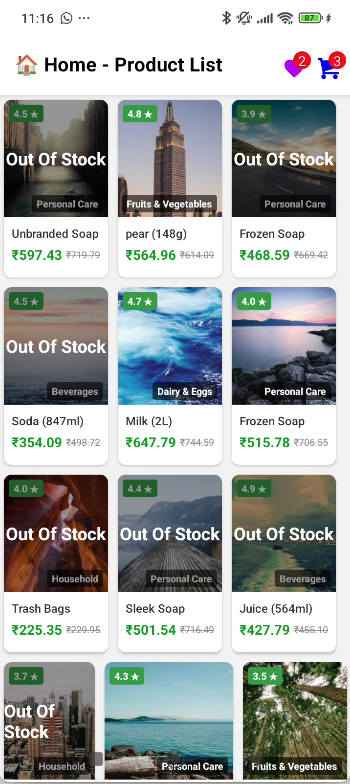 11:16
87
🏠 Home - Product List
2
3
4.5 ★
Out Of Stock
Personal Care
Unbranded Soap
₹597.43 ₹719.79
4.8 ★
Fruits & Vegetables
pear (148g)
₹564.96 ₹614.09
3.9 ★
Out Of Stock
Personal Care
Frozen Soap
₹468.59 ₹669.42
4.5 ★
Out Of Stock
Beverages
Soda (847ml)
₹354.09 ₹498.72
4.7 ★
Dairy & Eggs
Milk (2L)
₹647.79 ₹744.59
4.0 ★
Personal Care
Frozen Soap
₹515.78 ₹706.55
4.0 ★
Out Of Stock
Household
Trash Bags
₹225.35 ₹229.95
4.4 ★
Out Of Stock
Personal Care
Sleek Soap
₹501.54 ₹716.49
4.9 ★
Out Of Stock
Beverages
Juice (564ml)
₹427.79 ₹455.10
3.7 ★
Out Of
Stock
Household
4.3 ★
Personal Care
3.5 ★
Fruits & Vegetables